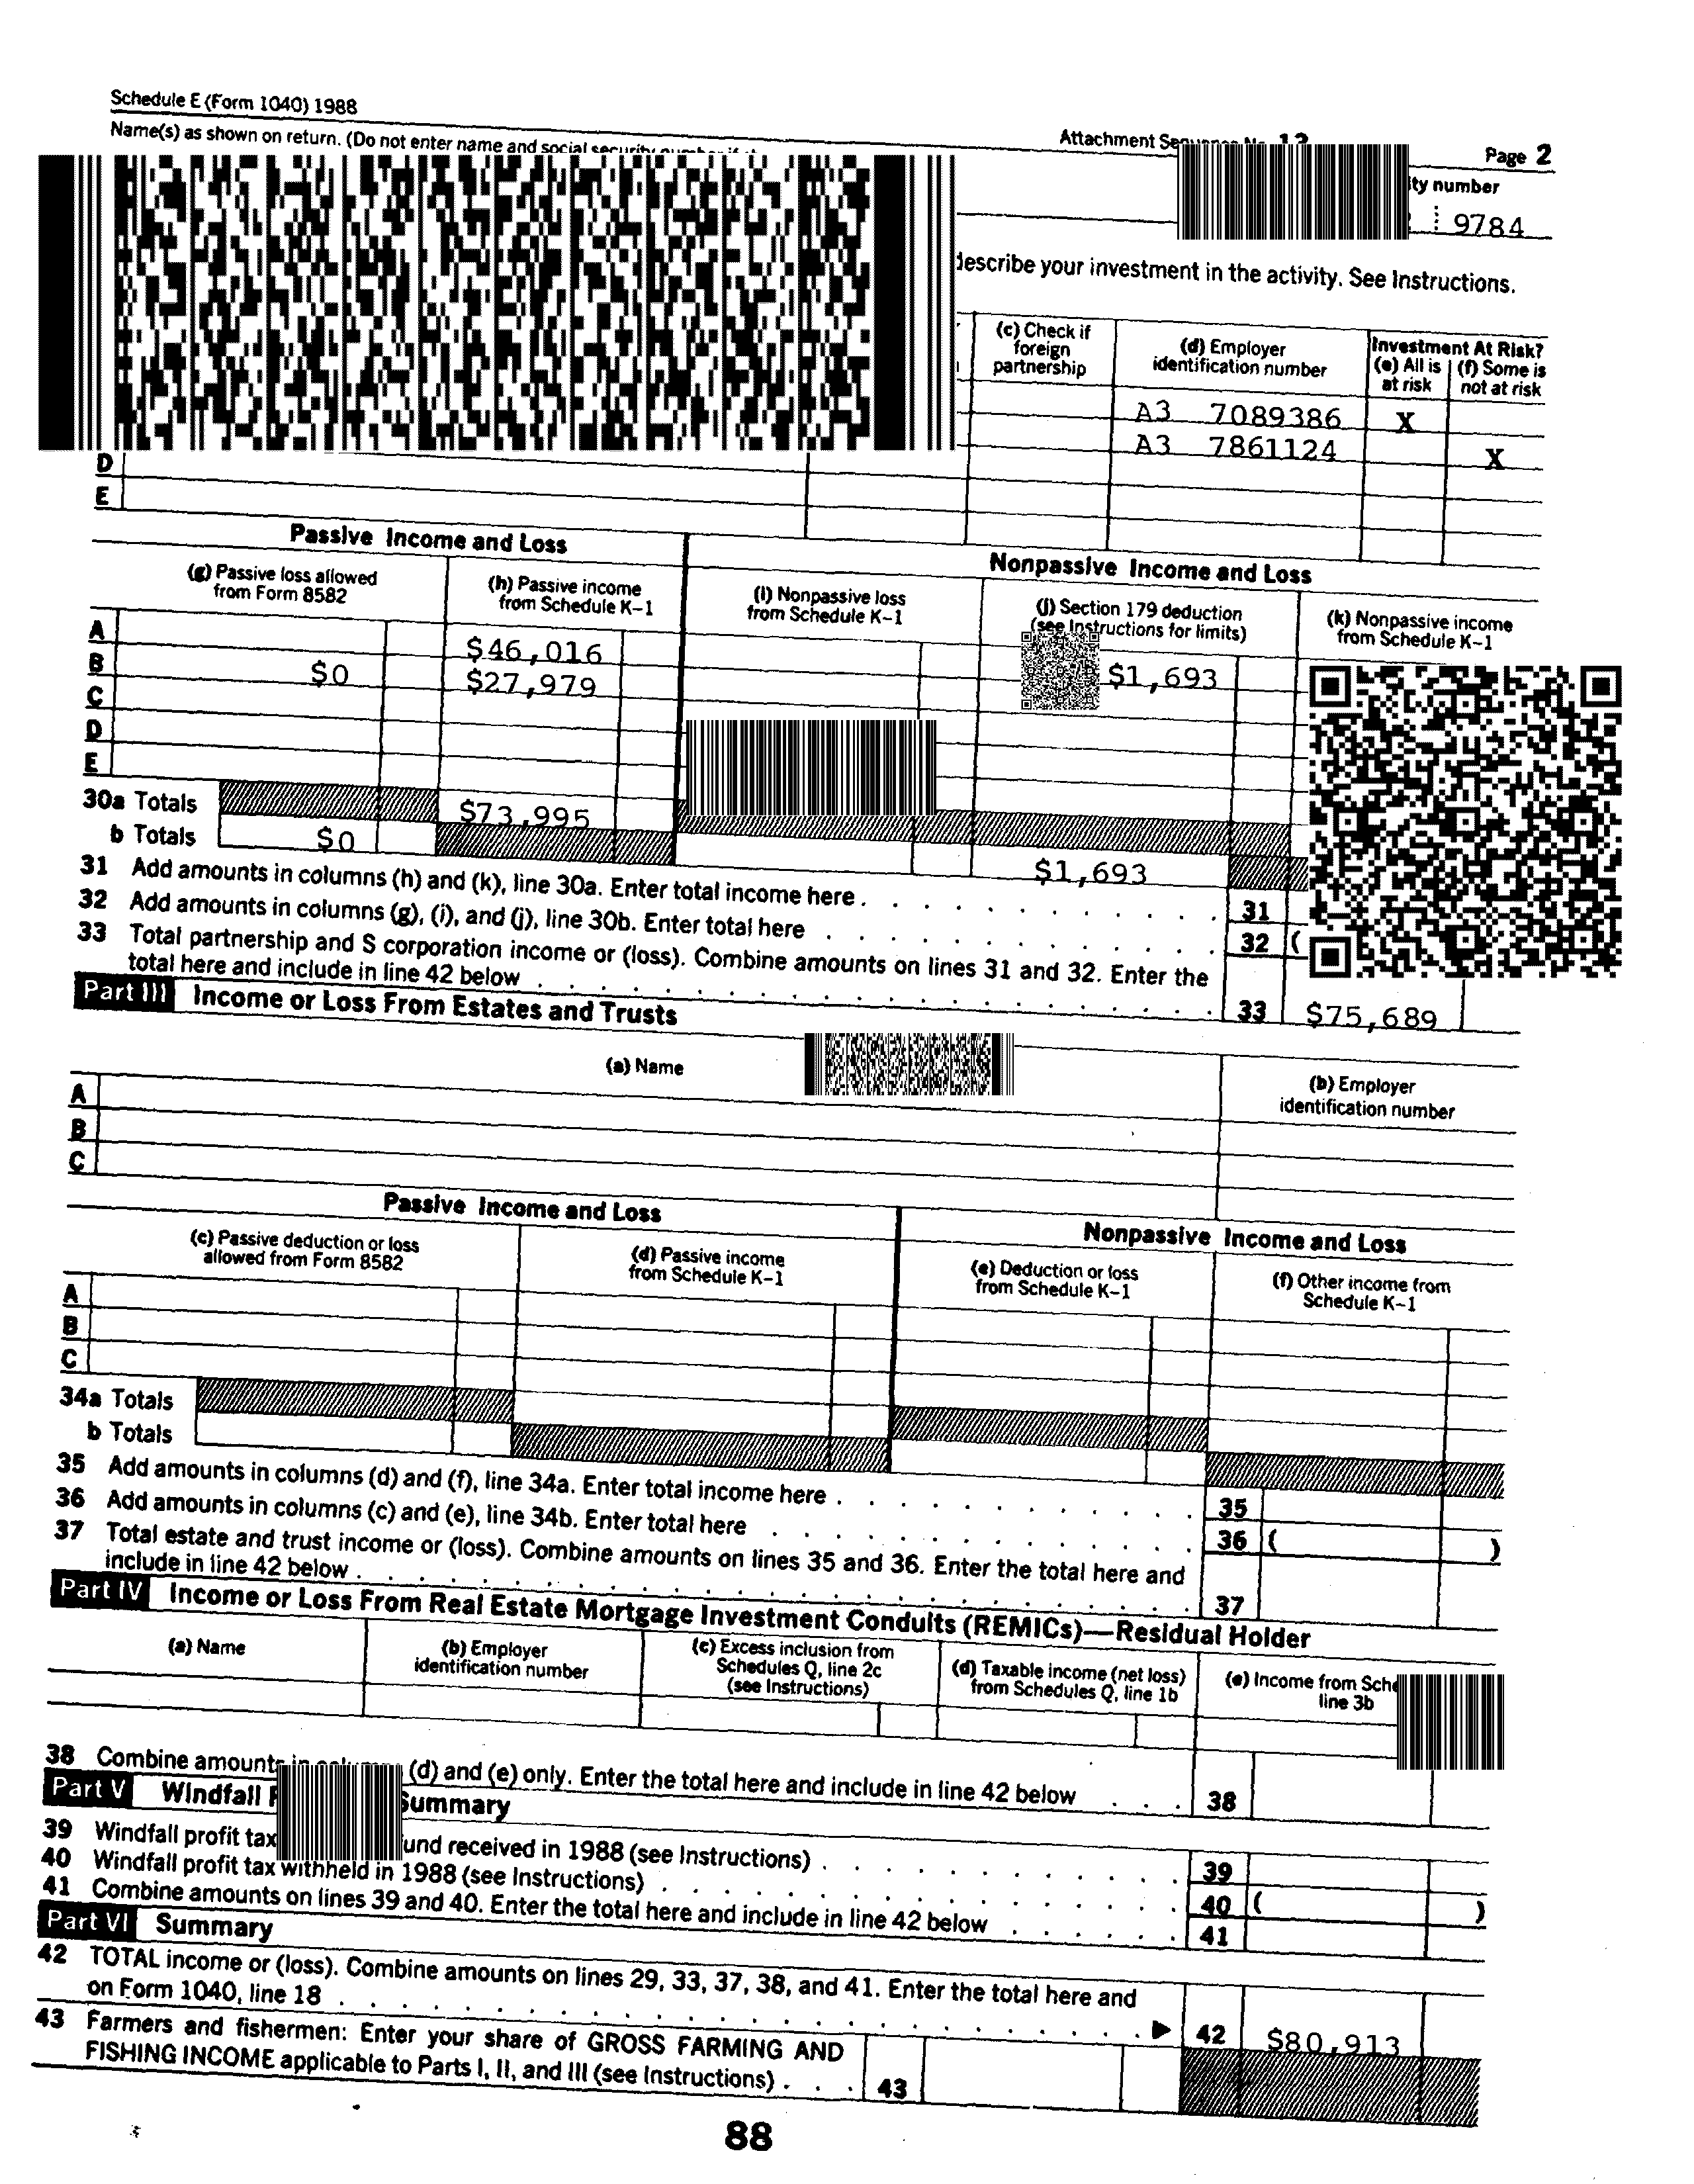 Schedule E (Form 1040) 1988
Attachment Page 2
Name(s) as shown on return. (Do not enter name and social security
number
9784
describe your investment in the activity. See Instructions.
(c) Check if foreign partnership
(d) Employer identification number
Investment At Risk?
(e) All is at risk
(f) Some is not at risk
A3 7089386 X
A3 7861124 X
D
E
Passive Income and Loss
Nonpassive Income and Loss
(g) Passive loss allowed from Form 8582
(h) Passive income from Schedule K-1
(i) Nonpassive loss from Schedule K-1
(j) Section 179 deduction (see Instructions for limits)
(k) Nonpassive income from Schedule K-1
A $46,016
B $0 $27,979 $1,693
C
D
E
30a Totals $73,995
b Totals $0 $1,693
31 Add amounts in columns (h) and (k), line 30a. Enter total income here . 31
32 Add amounts in columns (g), (i), and (j), line 30b. Enter total here 32 (
33 Total partnership and S corporation income or (loss). Combine amounts on lines 31 and 32. Enter the
total here and include in line 42 below 33 $75,689
Part III Income or Loss From Estates and Trusts
(a) Name
(b) Employer identification number
A
B
C
Passive Income and Loss
Nonpassive Income and Loss
(c) Passive deduction or loss allowed from Form 8582
(d) Passive income from Schedule K-1
(e) Deduction or loss from Schedule K-1
(f) Other income from Schedule K-1
A
B
C
34a Totals
b Totals
35 Add amounts in columns (d) and (f), line 34a. Enter total income here . 35
36 Add amounts in columns (c) and (e), line 34b. Enter total here 36 ( )
37 Total estate and trust income or (loss). Combine amounts on lines 35 and 36. Enter the total here and
include in line 42 below . 37
Part IV Income or Loss From Real Estate Mortgage Investment Conduits (REMICs)—Residual Holder
(a) Name
(b) Employer identification number
(c) Excess inclusion from Schedules Q, line 2c (see Instructions)
(d) Taxable income (net loss) from Schedules Q, line 1b
(e) Income from line 3b
38 Combine amounts in (d) and (e) only. Enter the total here and include in line 42 below 38
Part V Windfall Summary
39 Windfall profit tax received in 1988 (see Instructions) . 39
40 Windfall profit tax withheld in 1988 (see Instructions) 40 ( )
41 Combine amounts on lines 39 and 40. Enter the total here and include in line 42 below 41
Part VI Summary
42 TOTAL income or (loss). Combine amounts on lines 29, 33, 37, 38, and 41. Enter the total here and
on Form 1040, line 18 42 $80,913
43 Farmers and fishermen: Enter your share of GROSS FARMING AND
FISHING INCOME applicable to Parts I, II, and III (see Instructions) . 43
88